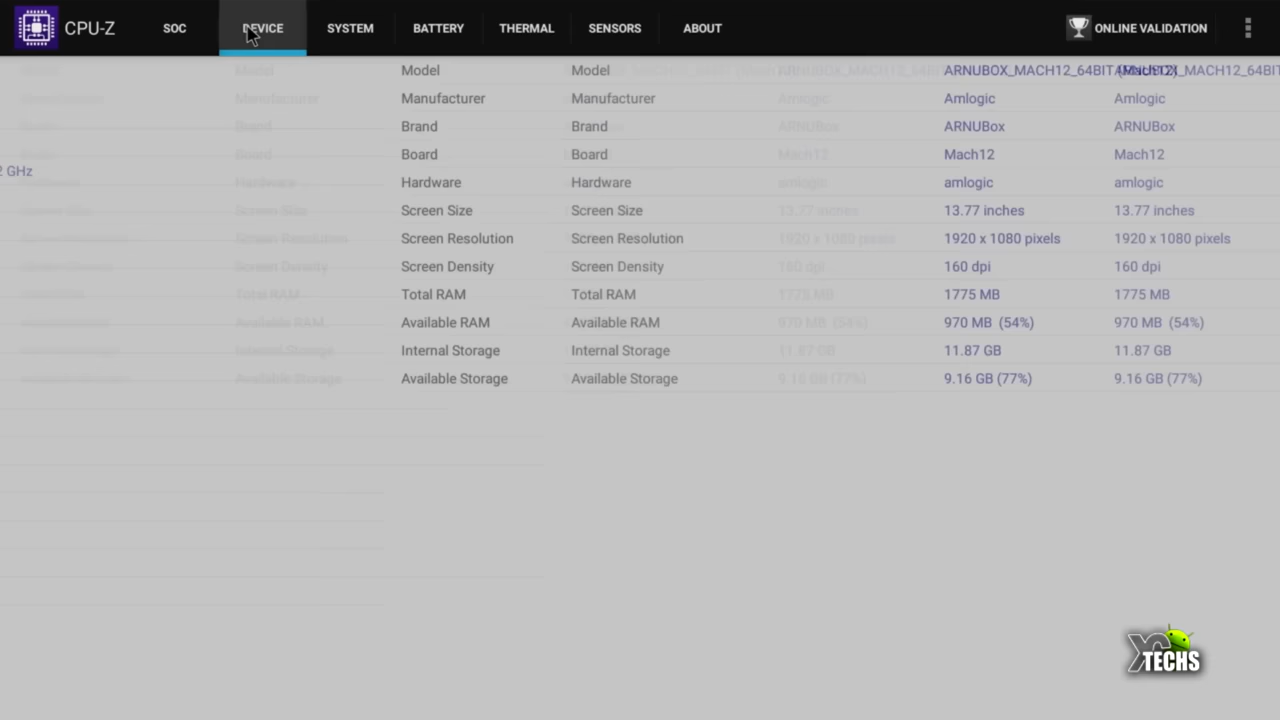 CPU-Z SOC DEVICE SYSTEM BATTERY THERMAL SENSORS ABOUT ONLINE VALIDATION
Model Model ARNUBOX_MACH12_64BIT (Mach12)
Manufacturer Manufacturer Amlogic Amlogic
Brand Brand ARNUBox ARNUBox
Board Board Mach12 Mach12
2 GHz
Hardware Hardware amlogic amlogic
Screen Size Screen Size 13.77 inches 13.77 inches
Screen Resolution Screen Resolution 1920 x 1080 pixels 1920 x 1080 pixels
Screen Density Screen Density 160 dpi 160 dpi
Total RAM Total RAM 1775 MB 1775 MB
Available RAM Available RAM 970 MB (54%) 970 MB (54%)
Internal Storage Internal Storage 11.87 GB 11.87 GB
Available Storage Available Storage 9.16 GB (77%) 9.16 GB (77%)
TECHS